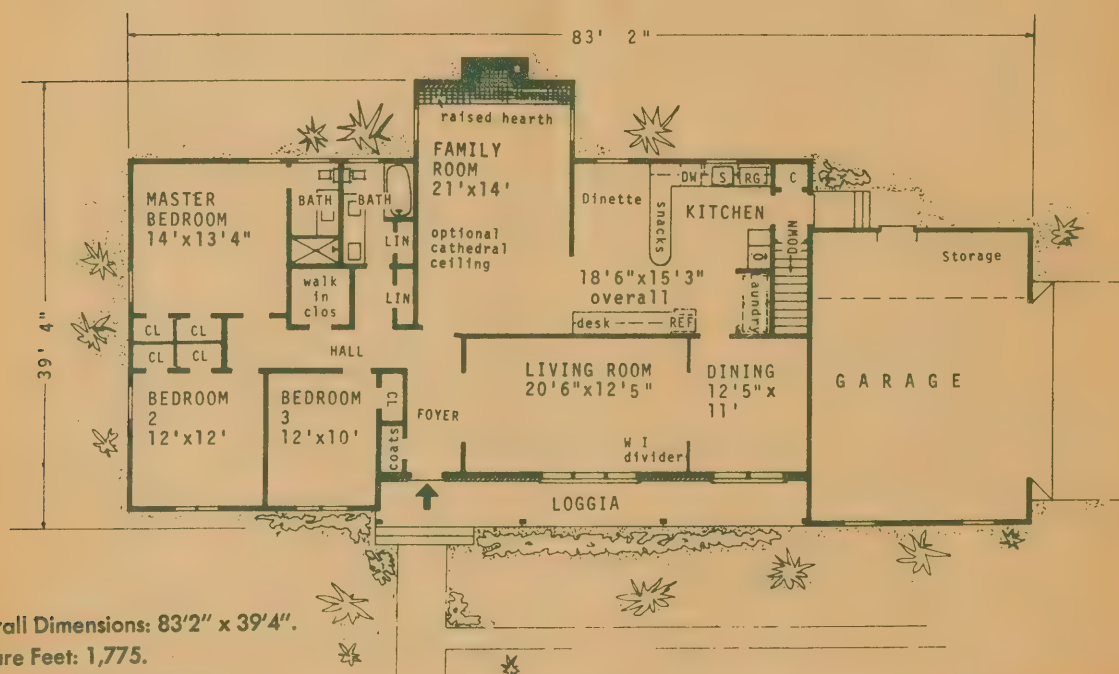 83' 2"
39' 4"
raised hearth
FAMILY
ROOM
21'x14'
optional
cathedral
ceiling
MASTER
BEDROOM
14'x13'4"
BATH
BATH
LIN
LIN
walk
in
clos
CL
CL
CL
CL
HALL
BEDROOM
2
12'x12'
BEDROOM
3
12'x10'
CL
coats
FOYER
Dinette
snacks
DW
S
RG
C
KITCHEN
DOWN
18'6"x15'3"
overall
desk
REF
laundry
LIVING ROOM
20'6"x12'5"
W I
divider
DINING
12'5"x
11'
Storage
GARAGE
LOGGIA
Dimensions: 83'2" x 39'4".
Feet: 1,775.